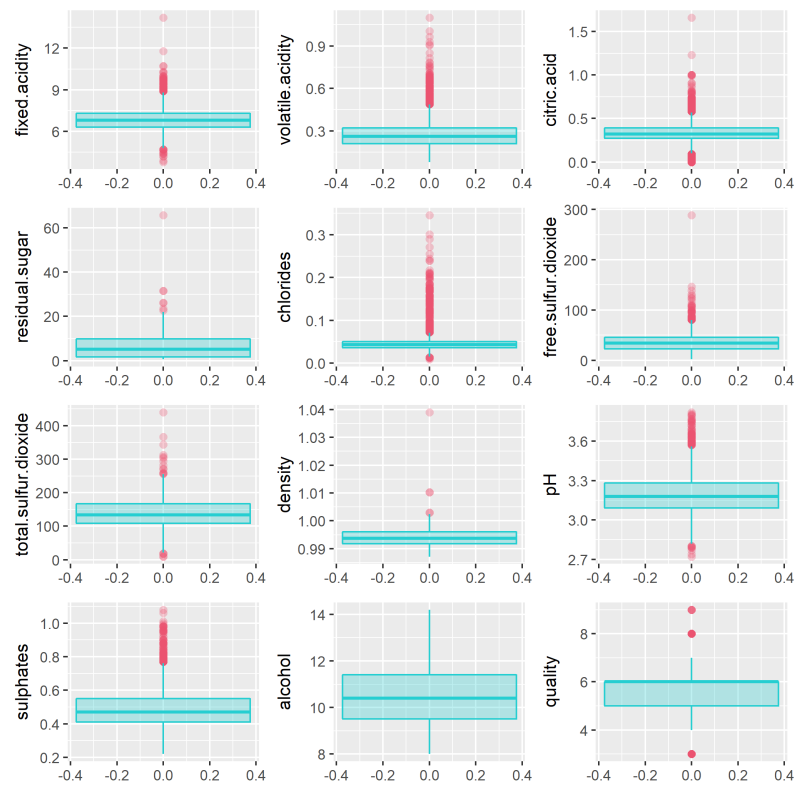 fixed.acidity
12
9
6
-0.4 -0.2 0.0 0.2 0.4
volatile.acidity
0.9
0.6
0.3
-0.4 -0.2 0.0 0.2 0.4
citric.acid
1.5
1.0
0.5
0.0
-0.4 -0.2 0.0 0.2 0.4
residual.sugar
60
40
20
0
-0.4 -0.2 0.0 0.2 0.4
chlorides
0.3
0.2
0.1
0.0
-0.4 -0.2 0.0 0.2 0.4
free.sulfur.dioxide
300
200
100
0
-0.4 -0.2 0.0 0.2 0.4
total.sulfur.dioxide
400
300
200
100
0
-0.4 -0.2 0.0 0.2 0.4
density
1.04
1.03
1.02
1.01
1.00
0.99
-0.4 -0.2 0.0 0.2 0.4
pH
3.6
3.3
3.0
2.7
-0.4 -0.2 0.0 0.2 0.4
sulphates
1.0
0.8
0.6
0.4
0.2
-0.4 -0.2 0.0 0.2 0.4
alcohol
14
12
10
8
-0.4 -0.2 0.0 0.2 0.4
quality
8
6
4
-0.4 -0.2 0.0 0.2 0.4